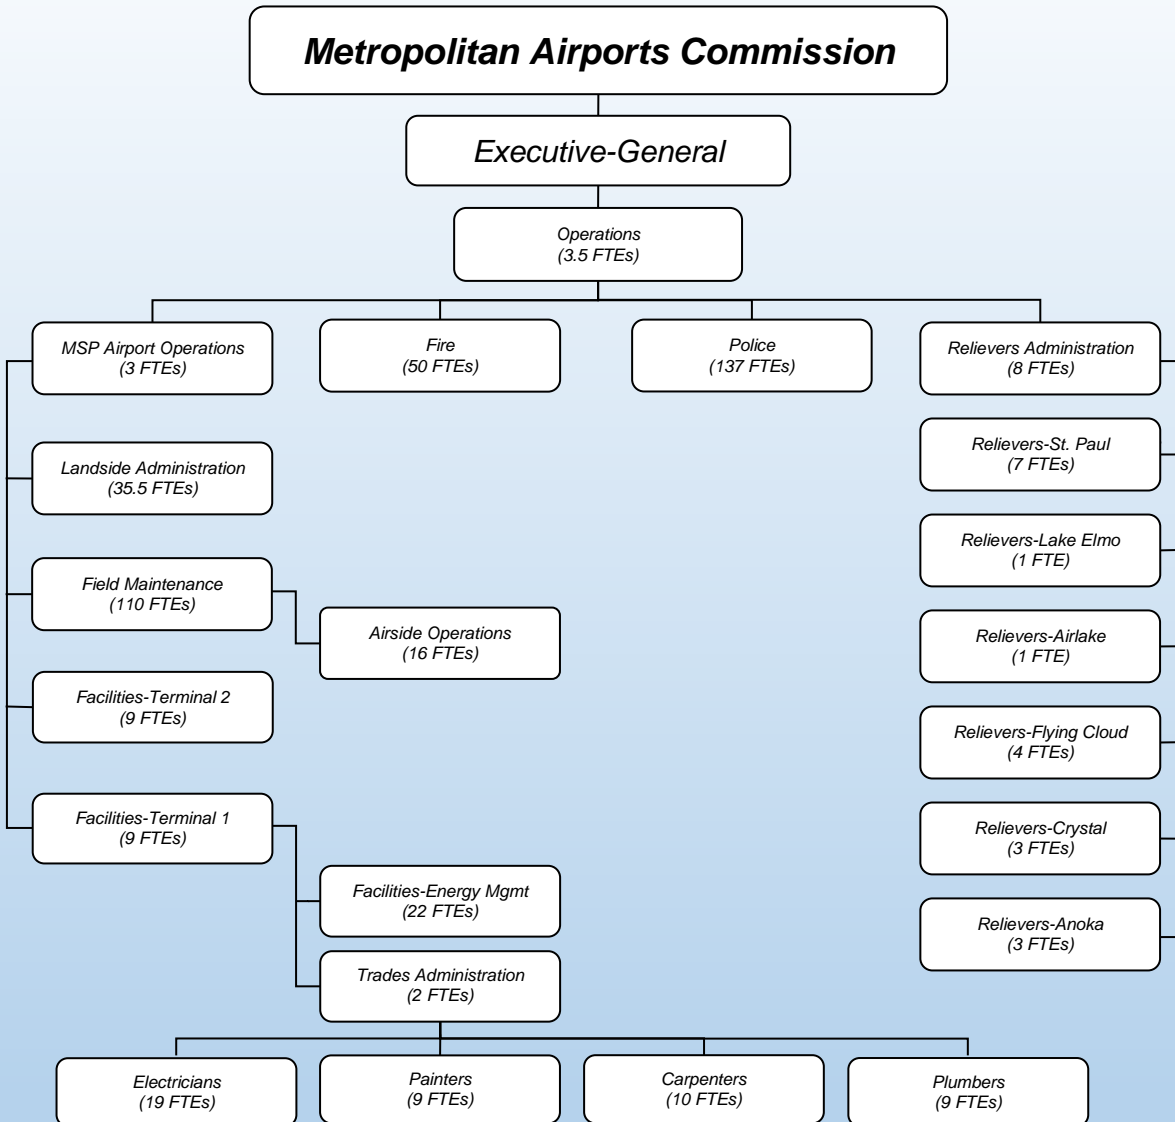 Metropolitan Airports Commission
Executive-General
Operations
(3.5 FTEs)
MSP Airport Operations
(3 FTEs)
Fire
(50 FTEs)
Police
(137 FTEs)
Relievers Administration
(8 FTEs)
Landside Administration
(35.5 FTEs)
Relievers-St. Paul
(7 FTEs)
Field Maintenance
(110 FTEs)
Relievers-Lake Elmo
(1 FTE)
Airside Operations
(16 FTEs)
Relievers-Airlake
(1 FTE)
Facilities-Terminal 2
(9 FTEs)
Relievers-Flying Cloud
(4 FTEs)
Facilities-Terminal 1
(9 FTEs)
Relievers-Crystal
(3 FTEs)
Facilities-Energy Mgmt
(22 FTEs)
Relievers-Anoka
(3 FTEs)
Trades Administration
(2 FTEs)
Electricians
(19 FTEs)
Painters
(9 FTEs)
Carpenters
(10 FTEs)
Plumbers
(9 FTEs)